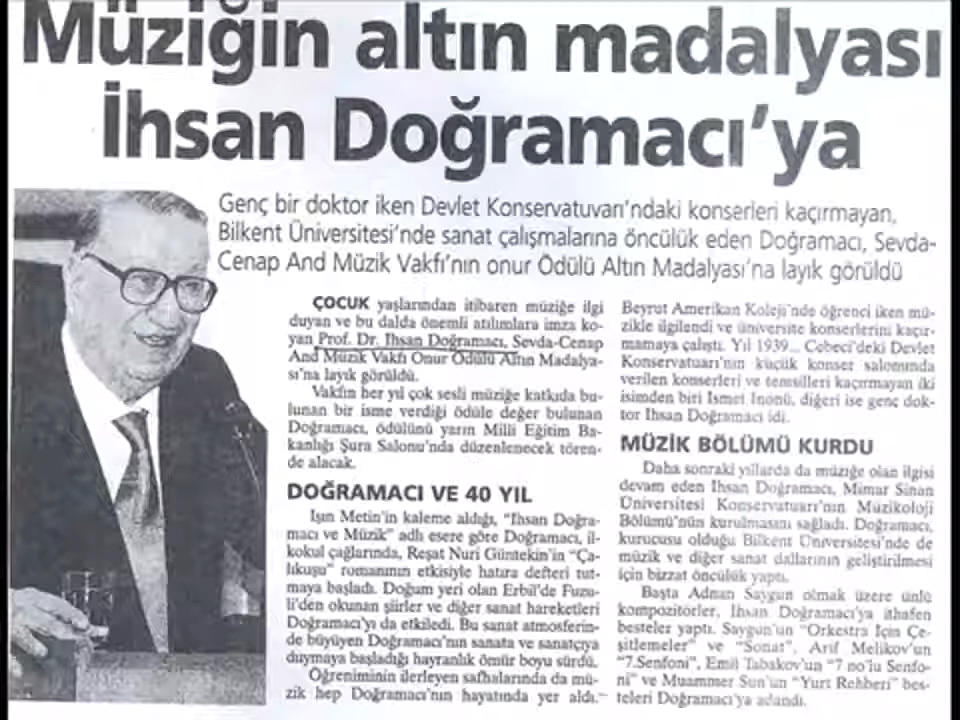 Müziğin altın madalyası
İhsan Doğramacı'ya
Genç bir doktor iken Devlet Konservatuvarı'ndaki konserleri kaçırmayan,
Bilkent Üniversitesi'nde sanat çalışmalarına öncülük eden Doğramacı, Sevda-
Cenap And Müzik Vakfı'nın onur Ödülü Altın Madalyası'na layık görüldü
ÇOCUK yaşlarından itibaren müziğe ilgi
duyan ve bu dalda önemli atılımlara imza ko-
yan Prof. Dr. Ihsan Doğramacı, Sevda-Cenap
And Müzik Vakfı Onur Ödülü Altın Madalya-
sı'na layık görüldü.
Vakfın her yıl çok sesli müziğe katkıda bu-
lunan bir isme verdiği ödüle değer bulunan
Doğramacı, ödülünü yarın Milli Eğitim Ba-
kanlığı Şura Salonu'nda düzenlenecek tören-
de alacak.
DOĞRAMACI VE 40 YIL
Işın Metin'in kaleme aldığı, "Ihsan Doğra-
macı ve Müzik" adlı esere göre Doğramacı, il-
kokul çağlarında, Reşat Nuri Güntekin'in "Ça-
lıkuşu" romanının etkisiyle hatıra defteri tut-
maya başladı. Doğum yeri olan Erbil'de Fuzu-
li'den okunan şiirler ve diğer sanat hareketleri
Doğramacı'yı da etkiledi. Bu sanat atmosferin-
de büyüyen Doğramacı'nın sanata ve sanatçıya
duymaya başladığı hayranlık ömür boyu sürdü.
Öğreniminin ilerleyen safhalarında da mü-
zik hep Doğramacı'nın hayatında yer aldı.
Beyrut Amerikan Koleji'nde öğrenci iken mü-
zikle ilgilendi ve üniversite konserlerini kaçır-
mamaya çalıştı. Yıl 1939... Cebeci'deki Devlet
Konservatuarı'nın küçük konser salonunda
verilen konserleri ve temsilleri kaçırmayan iki
isimden biri Ismet Inönü, diğeri ise genç dok-
tor Ihsan Doğramacı idi.
MÜZİK BÖLÜMÜ KURDU
Daha sonraki yıllarda da müziğe olan ilgisi
devam eden Ihsan Doğramacı, Mimar Sinan
Üniversitesi Konservatuarı'nın Müzikoloji
Bölümü'nün kurulmasını sağladı. Doğramacı,
kurucusu olduğu Bilkent Üniversitesi'nde de
müzik ve diğer sanat dallarının geliştirilmesi
için bizzat öncülük yaptı.
Başta Adnan Saygun olmak üzere ünlü
kompozitörler, Ihsan Doğramacı'ya ithafen
besteler yaptı. Saygun'un "Orkestra Için Çe-
şitlemeler" ve "Sonat", Arif Melikov'un
"7.Senfoni", Emil Tabakov'un "7 no'lu Senfo-
ni" ve Muammer Sun'un "Yurt Rehberi" bes-
teleri Doğramacı'ya adandı.